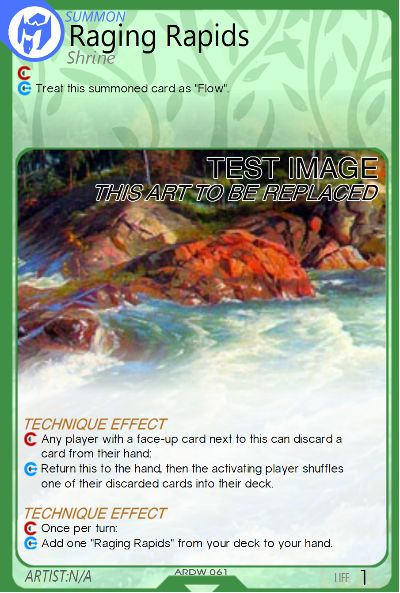 SUMMON
Raging Rapids
Shrine
Treat this summoned card as "Flow".
TEST IMAGE
THIS ART TO BE REPLACED
TECHNIQUE EFFECT
Any player with a face-up card next to this can discard a
card from their hand:
Return this to the hand, then the activating player shuffles
one of their discarded cards into their deck.
TECHNIQUE EFFECT
Once per turn:
Add one "Raging Rapids" from your deck to your hand.
ARTIST:N/A
ARDW 061
LIFE 1